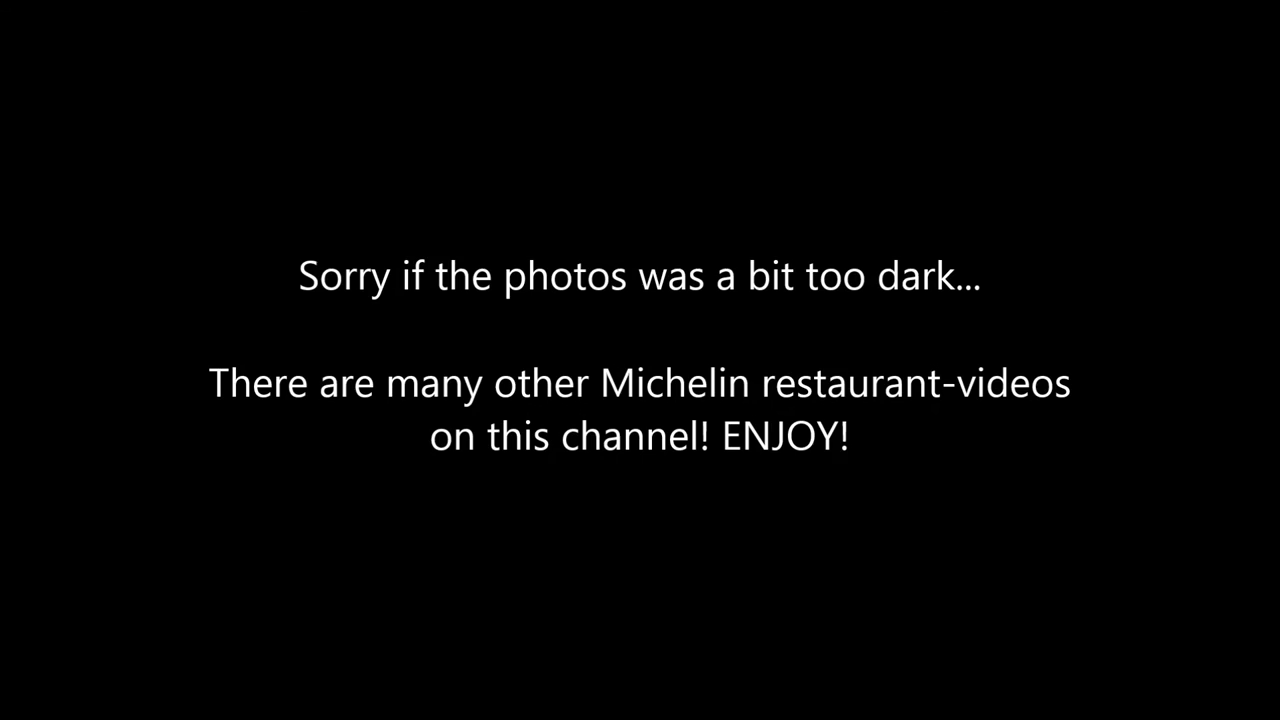 Sorry if the photos was a bit too dark...
There are many other Michelin restaurant-videos
on this channel! ENJOY!